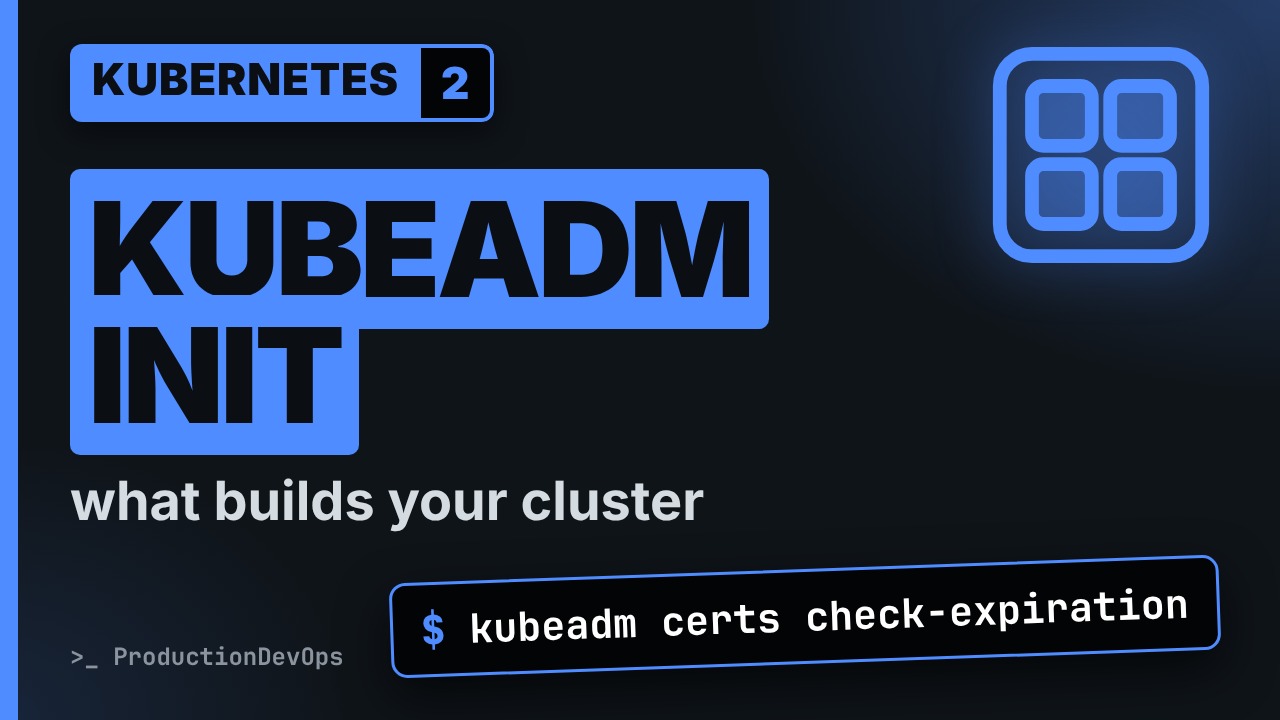 KUBERNETES 2
KUBEADM
INIT
what builds your cluster
$ kubeadm certs check-expiration
>_ ProductionDevOps